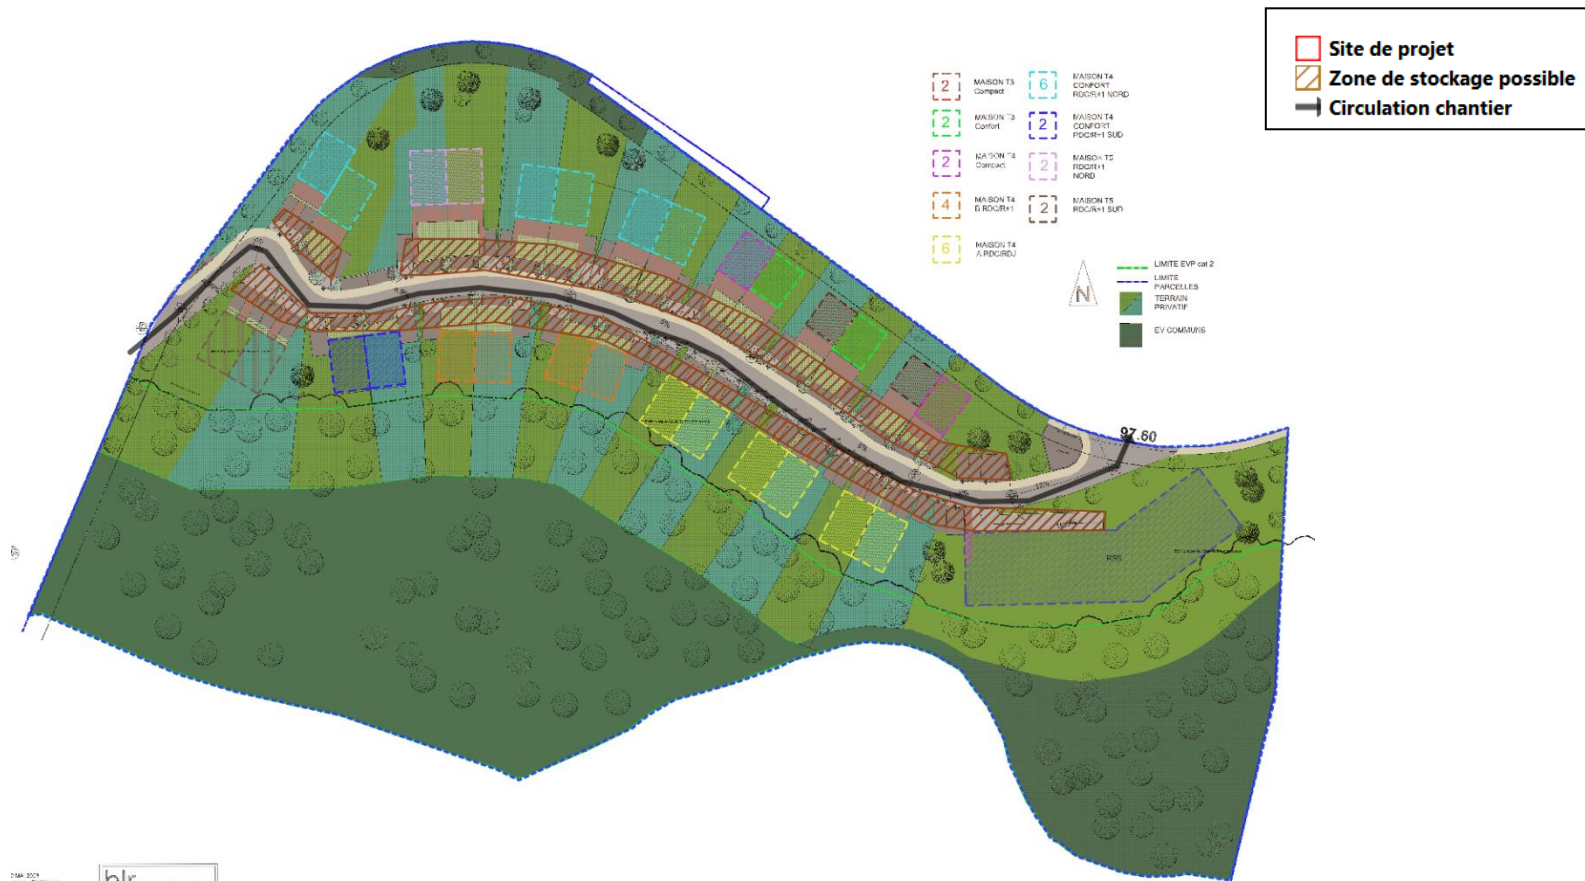 Site de projet
Zone de stockage possible
Circulation chantier
2
MAISON T3
Compact
6
MAISON T4
CONFORT
RDC/R+1 NORD
2
MAISON T3
Confort
2
MAISON T4
CONFORT
RDC/R+1 SUD
2
MAISON T4
Compact
2
MAISON T5
RDC/R+1
NORD
4
MAISON T4
B RDC/R+1
2
MAISON T5
RDC/R+1 SUD
6
MAISON T4
A RDC/RDJ
N
LIMITE EVP cat 2
LIMITE
PARCELLES
TERRAIN
PRIVATIF
EV COMMUNS
97.60
blr